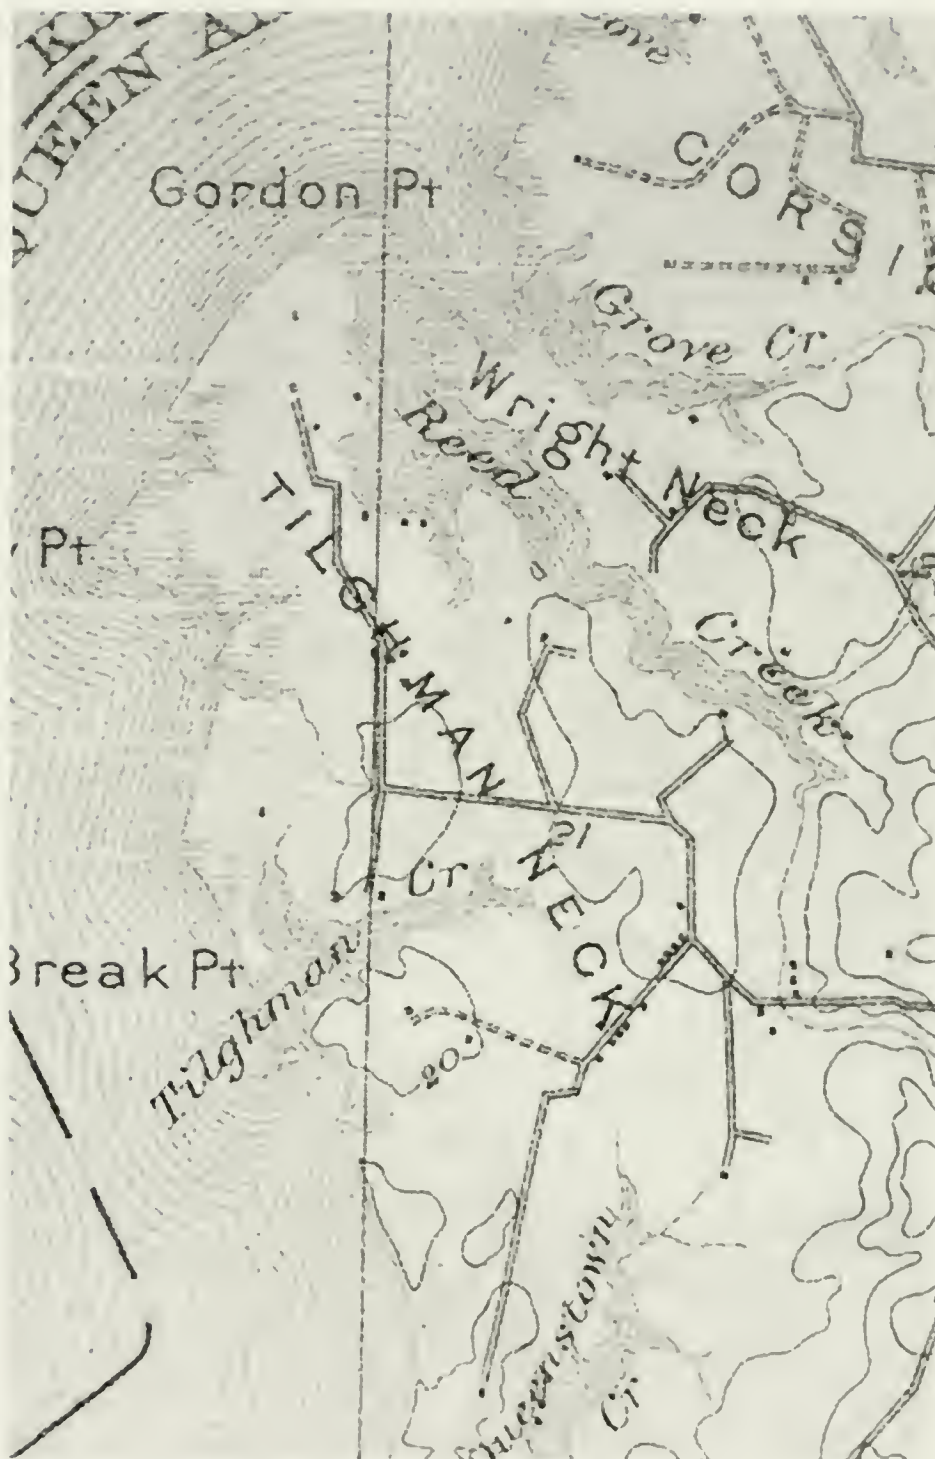 QUEEN
Cove
CORSI
Gordon Pt
Grove Cr
Wright Neck
Reed Creek
Pt
TILGHMAN NECK
21
Cr
Break Pt
Tilghman
20
Queenstown
Cr